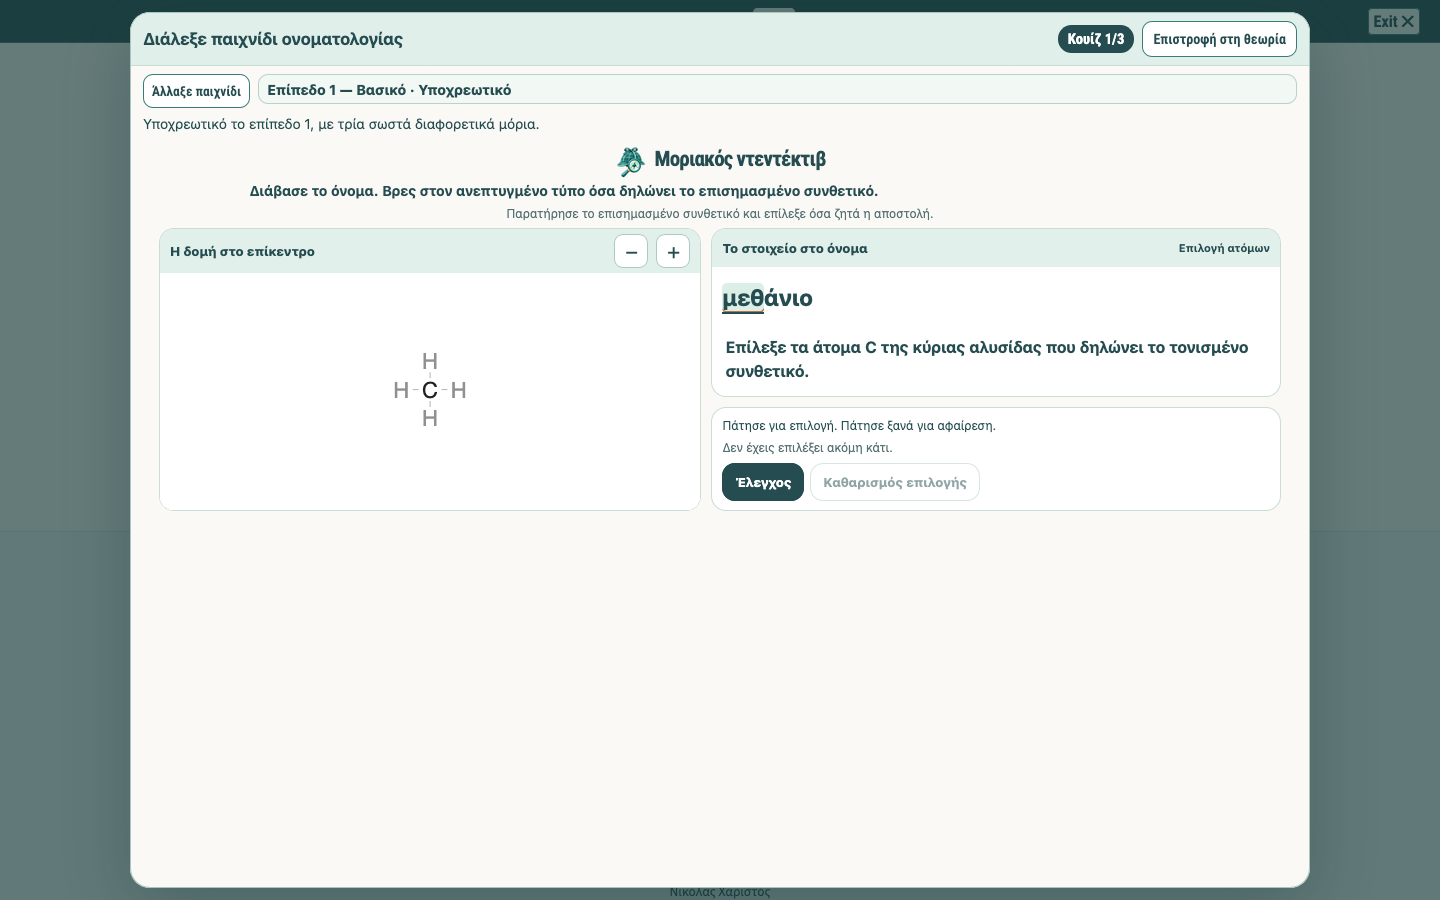 Exit ✕
Διάλεξε παιχνίδι ονοματολογίας
Κουίζ 1/3
Επιστροφή στη θεωρία
Άλλαξε παιχνίδι
Επίπεδο 1 — Βασικό · Υποχρεωτικό
Υποχρεωτικό το επίπεδο 1, με τρία σωστά διαφορετικά μόρια.
Μοριακός ντεντέκτιβ
Διάβασε το όνομα. Βρες στον ανεπτυγμένο τύπο όσα δηλώνει το επισημασμένο συνθετικό.
Παρατήρησε το επισημασμένο συνθετικό και επίλεξε όσα ζητά η αποστολή.
Η δομή στο επίκεντρο
−
+
H
H-C-H
H
Το στοιχείο στο όνομα
Επιλογή ατόμων
μεθάνιο
Επίλεξε τα άτομα C της κύριας αλυσίδας που δηλώνει το τονισμένο
συνθετικό.
Πάτησε για επιλογή. Πάτησε ξανά για αφαίρεση.
Δεν έχεις επιλέξει ακόμη κάτι.
Έλεγχος
Καθαρισμός επιλογής
Νικόλας Χαριστός